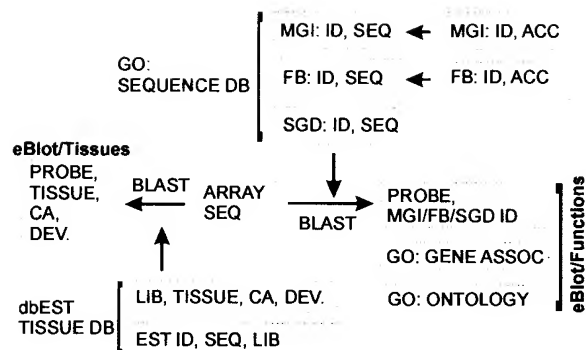 GO:
SEQUENCE DB
MGI: ID, SEQ
MGI: ID, ACC
FB: ID, SEQ
FB: ID, ACC
SGD: ID, SEQ
eBlot/Tissues
PROBE,
TISSUE,
CA,
DEV.
BLAST
ARRAY
SEQ
BLAST
PROBE,
MGI/FB/SGD ID
GO: GENE ASSOC
GO: ONTOLOGY
eBlot/Functions
dbEST
TISSUE DB
LIB, TISSUE, CA, DEV.
EST ID, SEQ, LIB